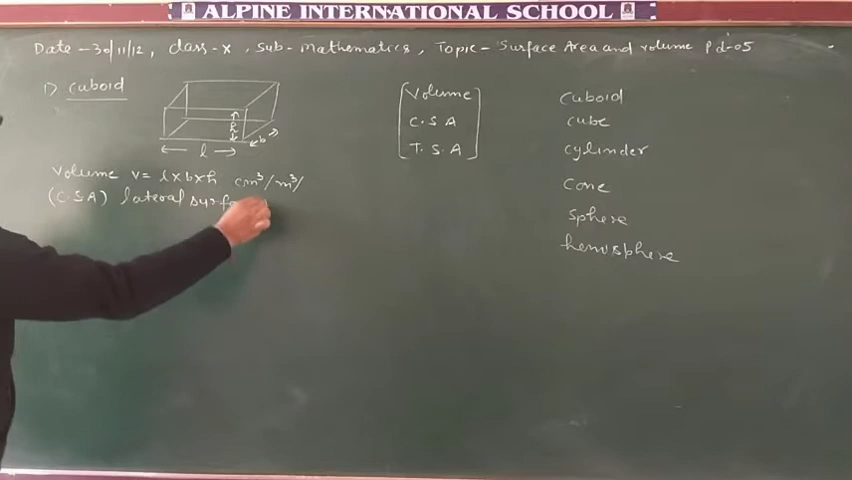 ALPINE INTERNATIONAL SCHOOL
Date - 30/11/12, class-x, sub-mathematics, Topic - Surface Area and volume Pd-05
1) cuboid
h
b
l
volume v= l×b×h cm³/m³/
(C.S.A) lateral surf
Volume
C.S A
T.S.A
cuboid
cube
cylinder
cone
sphere
hemisphere